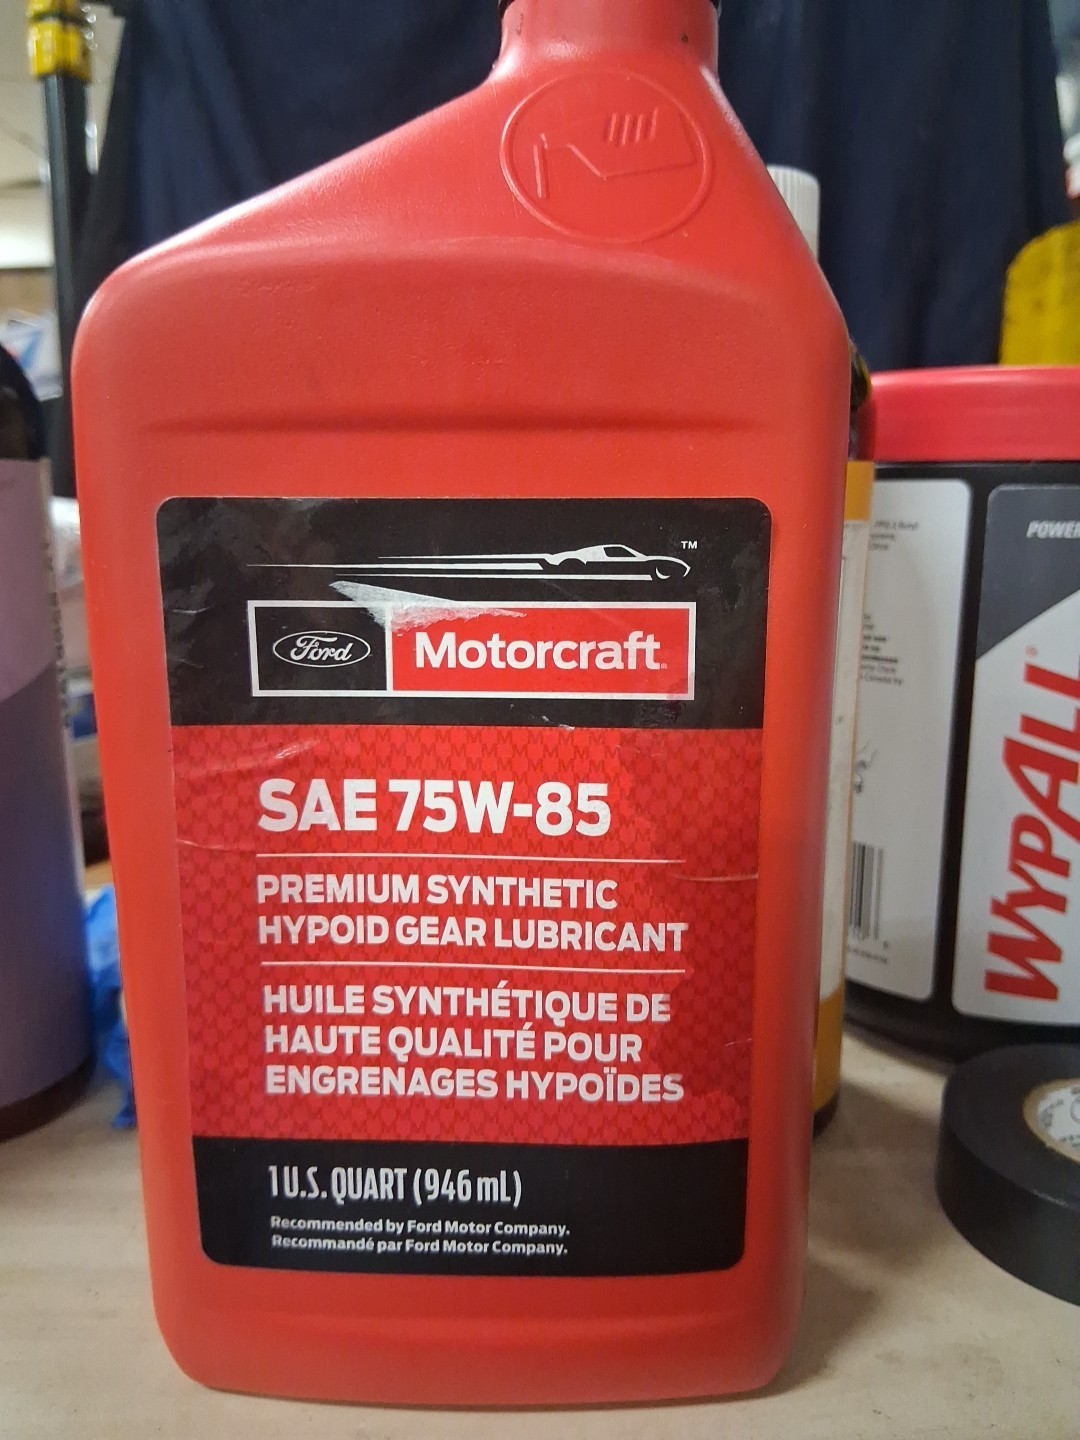 ™
Ford
Motorcraft®
SAE 75W-85
PREMIUM SYNTHETIC
HYPOID GEAR LUBRICANT
HUILE SYNTHÉTIQUE DE
HAUTE QUALITÉ POUR
ENGRENAGES HYPOÏDES
1 U.S. QUART (946 mL)
Recommended by Ford Motor Company.
Recommandé par Ford Motor Company.
POWER
WYPALL